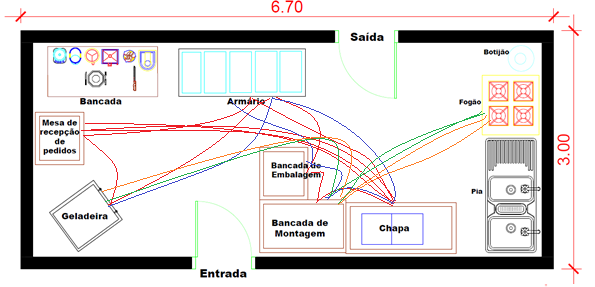 6.70
Saída
Botijão
Bancada
Armário
Fogão
Mesa de
recepção
de
pedidos
3.00
Bancada de
Embalagem
Pia
Geladeira
Bancada de
Montagem
Chapa
Entrada